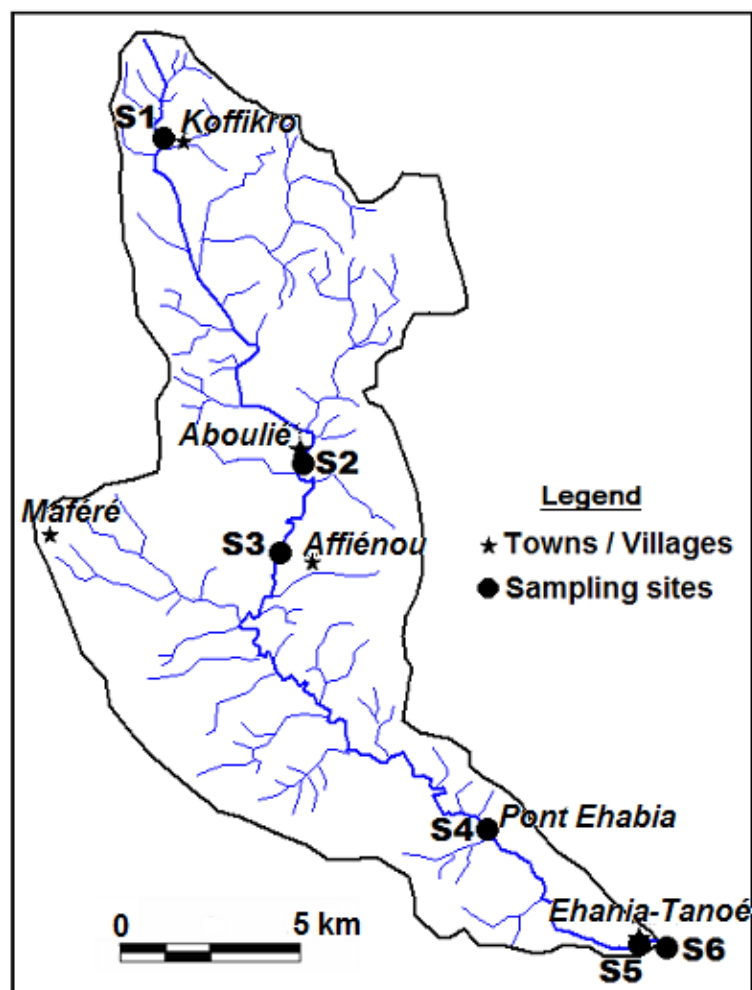 S1 Koffikro
Aboulié
S2
Maféré
S3 Affiénou
Legend
Towns / Villages
Sampling sites
S4 Pont Ehabia
Ehania-Tanoé
S5 S6
0 5 km